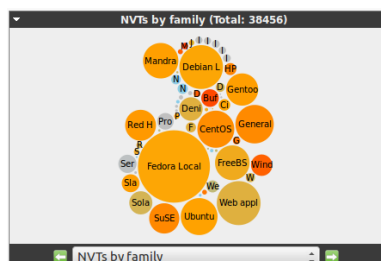 NVTs by family (Total: 38456)
M
Mandra
Debian L
HP
N
N
D
D
Gentoo
Buf
Ci
Deni
P
Pro
F
Red H
CentOS
General
R
G
S
Ser
Fedora Local
FreeBS
Wind
Sla
We
W
Sola
Web appl
SuSE
Ubuntu
NVTs by family